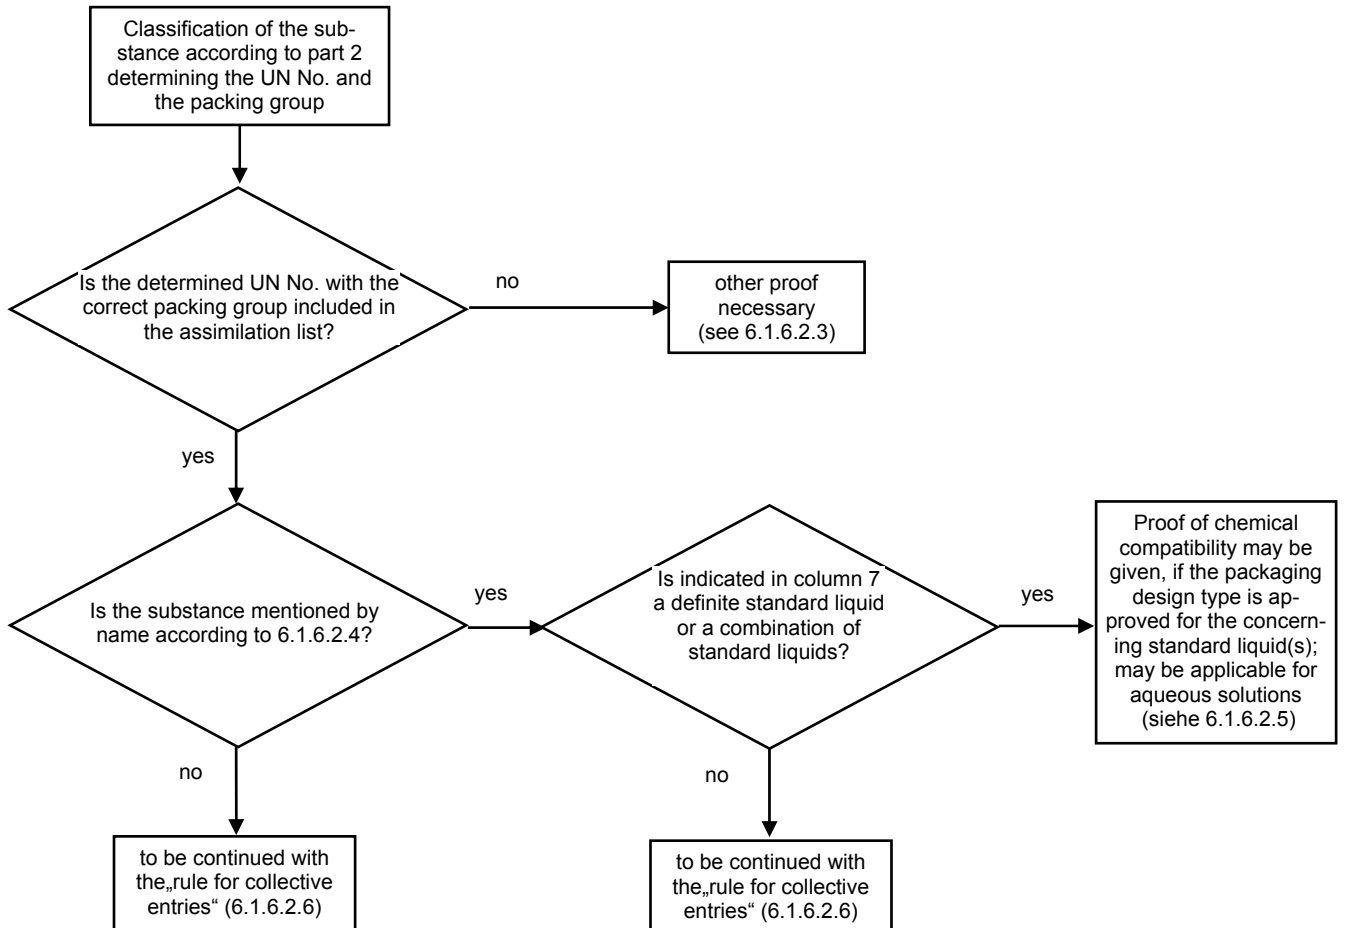 Classification of the sub-
stance according to part 2
determining the UN No. and
the packing group
Is the determined UN No. with the
correct packing group included in
the assimilation list?
no
other proof
necessary
(see 6.1.6.2.3)
yes
Is the substance mentioned by
name according to 6.1.6.2.4?
yes
Is indicated in column 7
a definite standard liquid
or a combination of
standard liquids?
yes
Proof of chemical
compatibility may be
given, if the packaging
design type is ap-
proved for the concern-
ing standard liquid(s);
may be applicable for
aqueous solutions
(siehe 6.1.6.2.5)
no
to be continued with
the„rule for collective
entries“ (6.1.6.2.6)
no
to be continued with
the„rule for collective
entries“ (6.1.6.2.6)